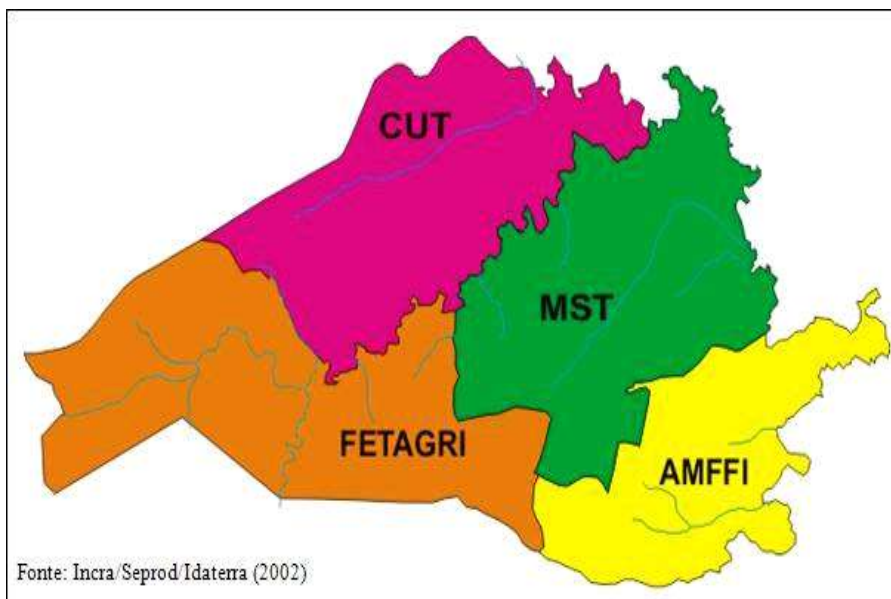 CUT
MST
FETAGRI
AMFFI
Fonte: Incra/Seprod/Idaterra (2002)